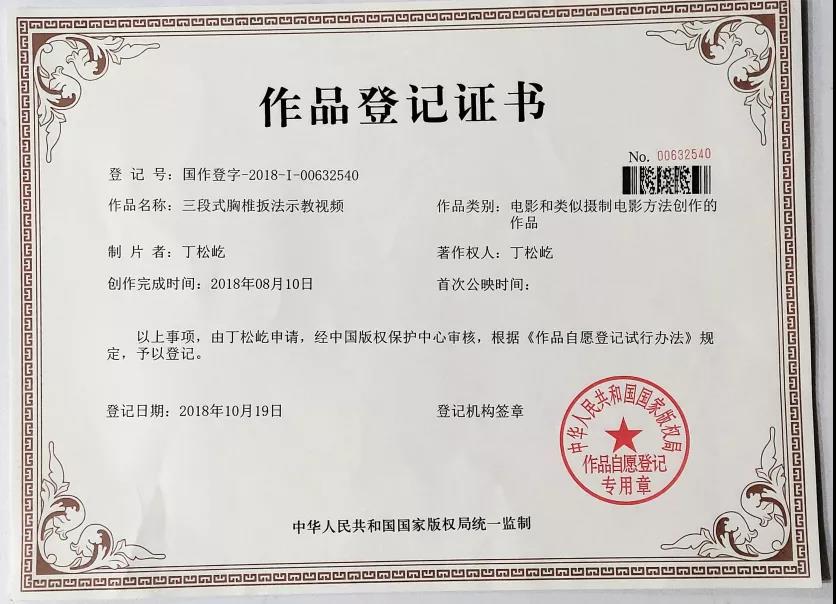 作品登记证书
No. 00632540
登 记 号：国作登字-2018-I-00632540
作品名称：三段式胸椎扳法示教视频
作品类别：电影和类似摄制电影方法创作的
作品
制 片 者：丁松屹
著作权人：丁松屹
创作完成时间：2018年08月10日
首次公映时间：
以上事项，由丁松屹申请，经中国版权保护中心审核，根据《作品自愿登记试行办法》规
定，予以登记。
登记日期：2018年10月19日
登记机构签章
中华人民共和国国家版权局
作品自愿登记
专用章
中华人民共和国国家版权局统一监制